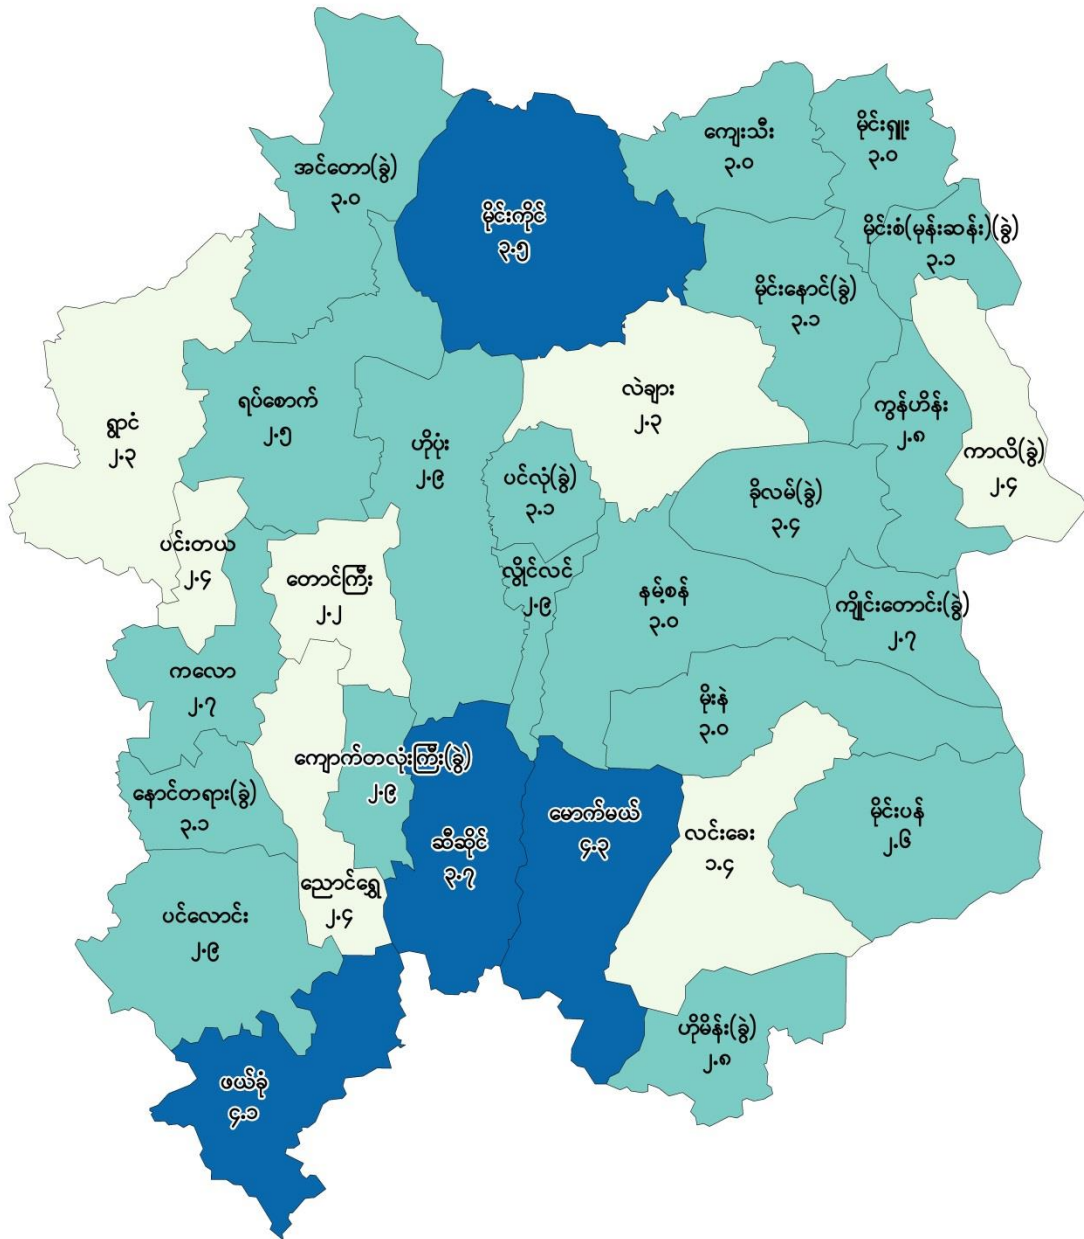 ကျေးသီး
၃.၀
မိုင်းရှူး
၃.၀
အင်တော(ခွဲ)
၃.၀
မိုင်းကိုင်
၃.၅
မိုင်းစံ(မုန်းဆန်း)(ခွဲ)
၃.၁
မိုင်းနောင်(ခွဲ)
၃.၁
ရွာငံ
၂.၃
ရပ်စောက်
၂.၅
ဟိုပုံး
၂.၉
လဲချား
၂.၃
ကွန်ဟိန်း
၂.၈
ကာလိ(ခွဲ)
၂.၄
ပင်လုံ(ခွဲ)
၃.၁
ခိုလမ်(ခွဲ)
၃.၄
ပင်းတယ
၂.၄
တောင်ကြီး
၂.၂
လွိုင်လင်
၂.၉
နမ့်စန်
၃.၀
ကျိုင်းတောင်း(ခွဲ)
၂.၇
ကလော
၂.၇
မိုးနဲ
၃.၀
ကျောက်တလုံးကြီး(ခွဲ)
၂.၉
နောင်တရား(ခွဲ)
၃.၁
ဆီဆိုင်
၃.၇
မောက်မယ်
၄.၃
လင်းခေး
၁.၄
မိုင်းပန်
၂.၆
ညောင်ရွှေ
၂.၄
ပင်လောင်း
၂.၉
ဟိုမိန်း(ခွဲ)
၂.၈
ဖယ်ခုံ
၄.၁